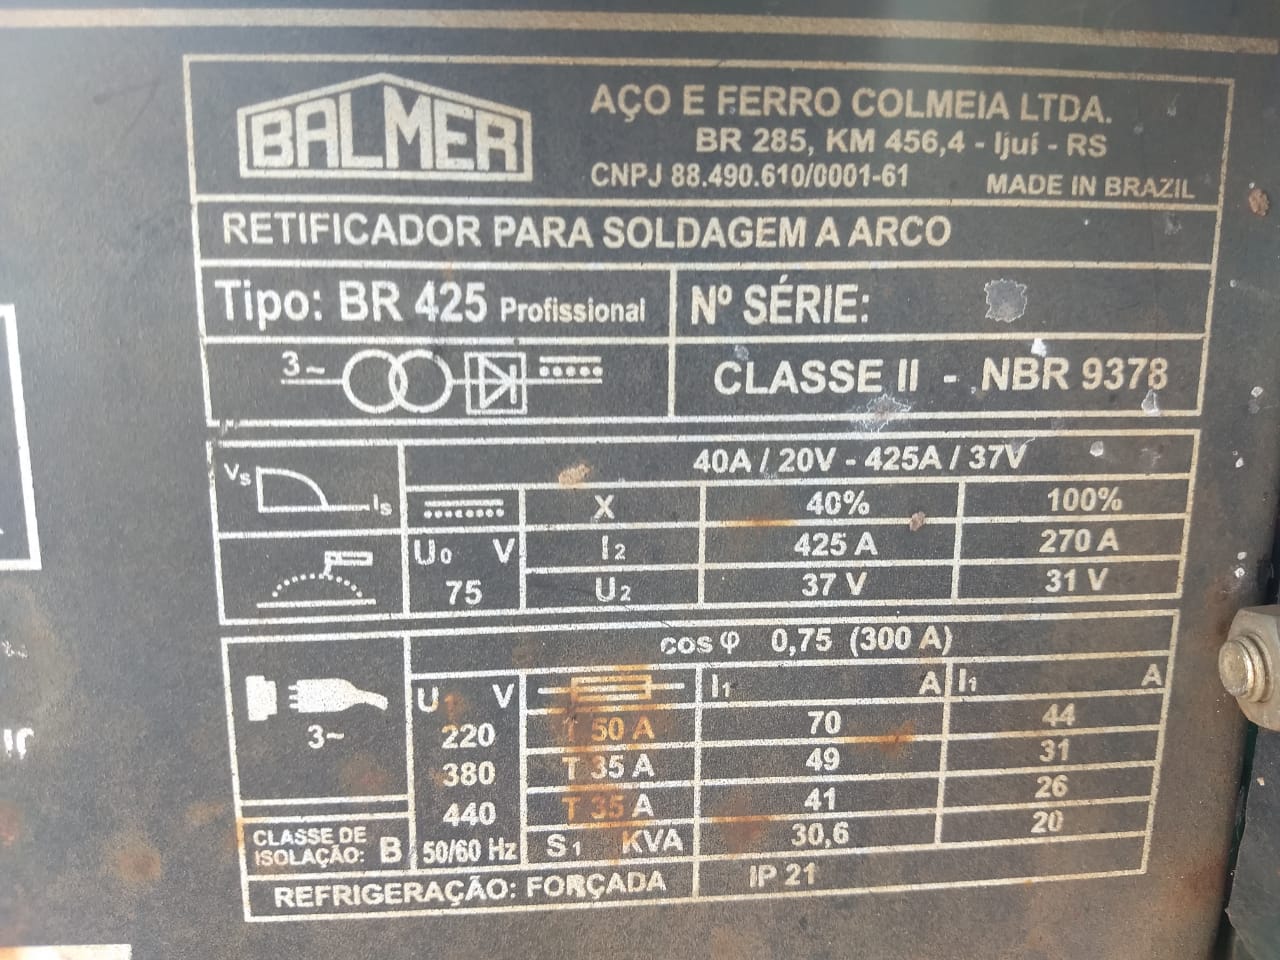 BALMER
AÇO E FERRO COLMEIA LTDA.
BR 285, KM 456,4 - Ijuí - RS
CNPJ 88.490.610/0001-61 MADE IN BRAZIL
RETIFICADOR PARA SOLDAGEM A ARCO
Tipo: BR 425 Profissional Nº SÉRIE:
3~ CLASSE II - NBR 9378
40A / 20V - 425A / 37V
Vs Is
X 40% 100%
U0 V I2 425 A 270 A
75 U2 37 V 31 V
cos φ 0,75 (300 A)
U1 V I1 A I1 A
3~ 220 T 50 A 70 44
380 T 35 A 49 31
440 T 35 A 41 26
CLASSE DE ISOLAÇÃO: B 50/60 Hz S1 KVA 30,6 20
REFRIGERAÇÃO: FORÇADA IP 21